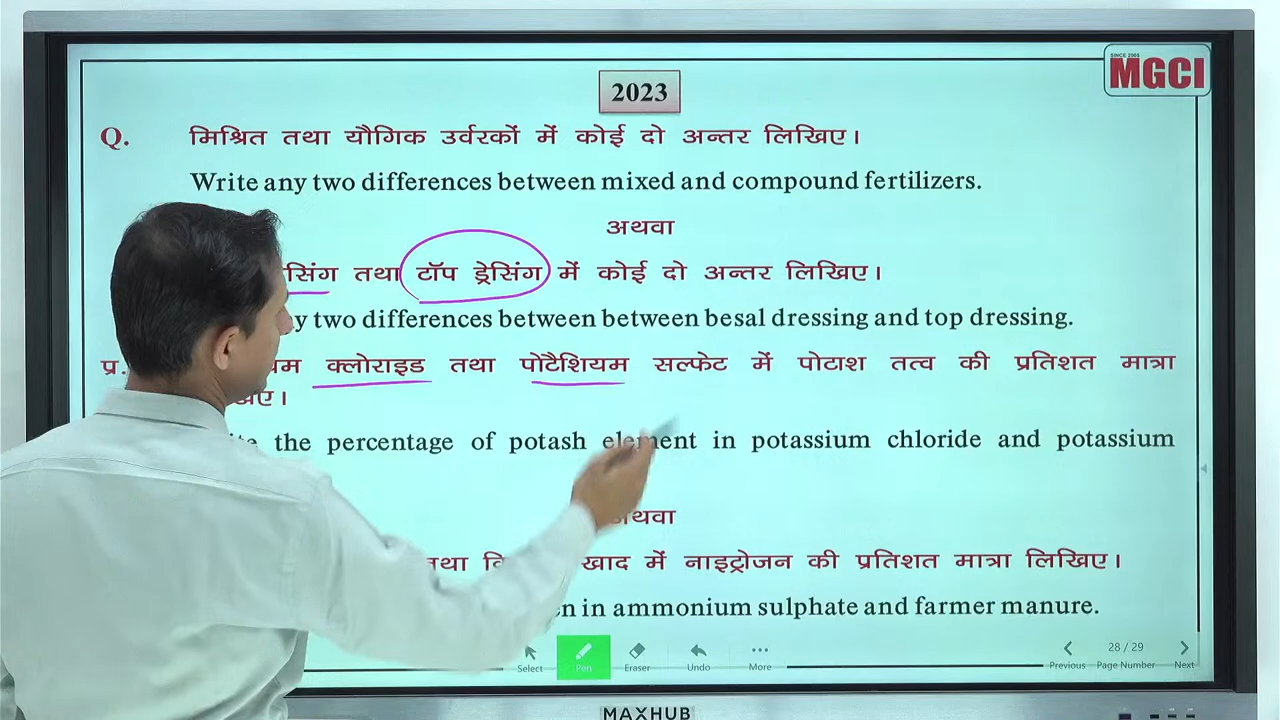 SINCE 2003
MGCI
2023
Q. मिश्रित तथा यौगिक उर्वरकों में कोई दो अन्तर लिखिए।
Write any two differences between mixed and compound fertilizers.
अथवा
तथा टॉप ड्रेसिंग में कोई दो अन्तर लिखिए।
two differences between between besal dressing and top dressing.
प्र. क्लोराइड तथा पोटैशियम सल्फेट में पोटाश तत्व की प्रतिशत मात्रा
the percentage of potash element in potassium chloride and potassium
अथवा
तथा खाद में नाइट्रोजन की प्रतिशत मात्रा लिखिए।
in ammonium sulphate and farmer manure.
Select Pen Eraser Undo More Previous 28 / 29 Page Number Next
MAXHUB